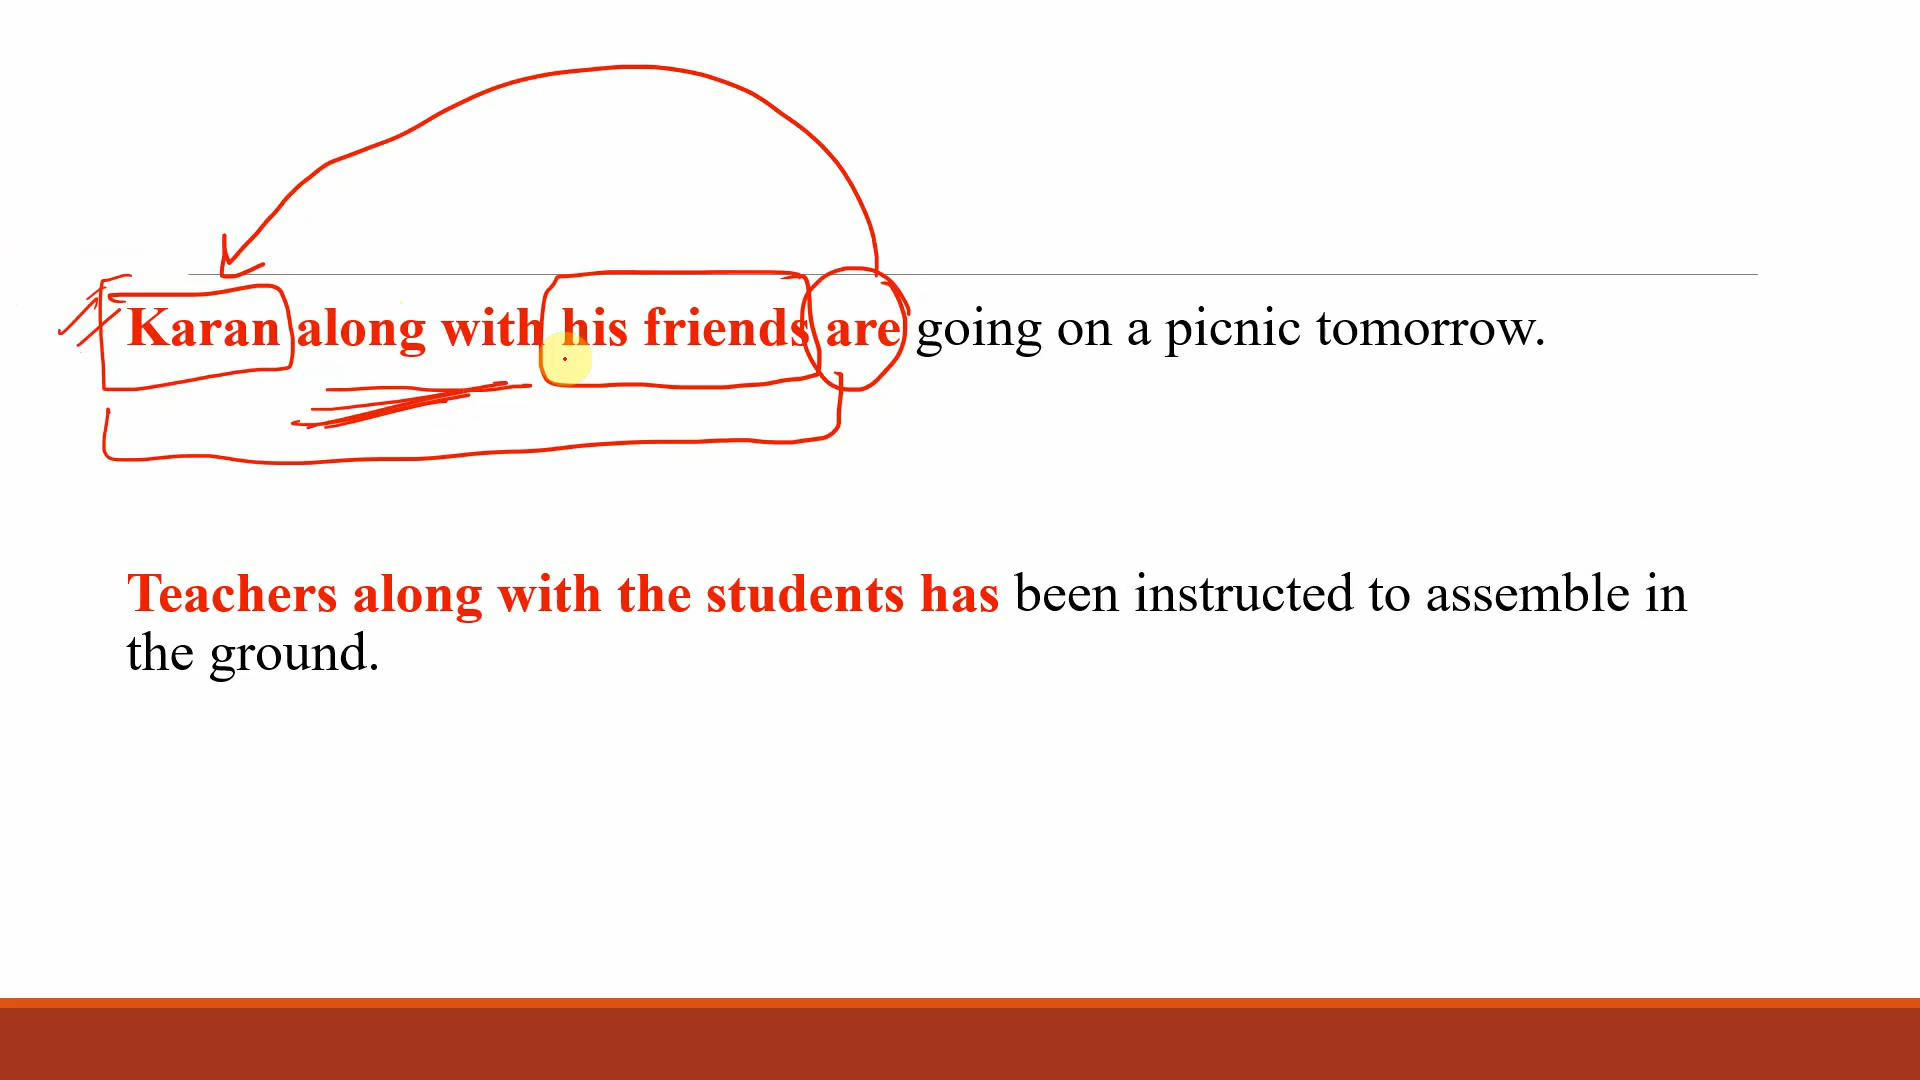 Karan along with his friends are going on a picnic tomorrow.
Teachers along with the students has been instructed to assemble in
the ground.